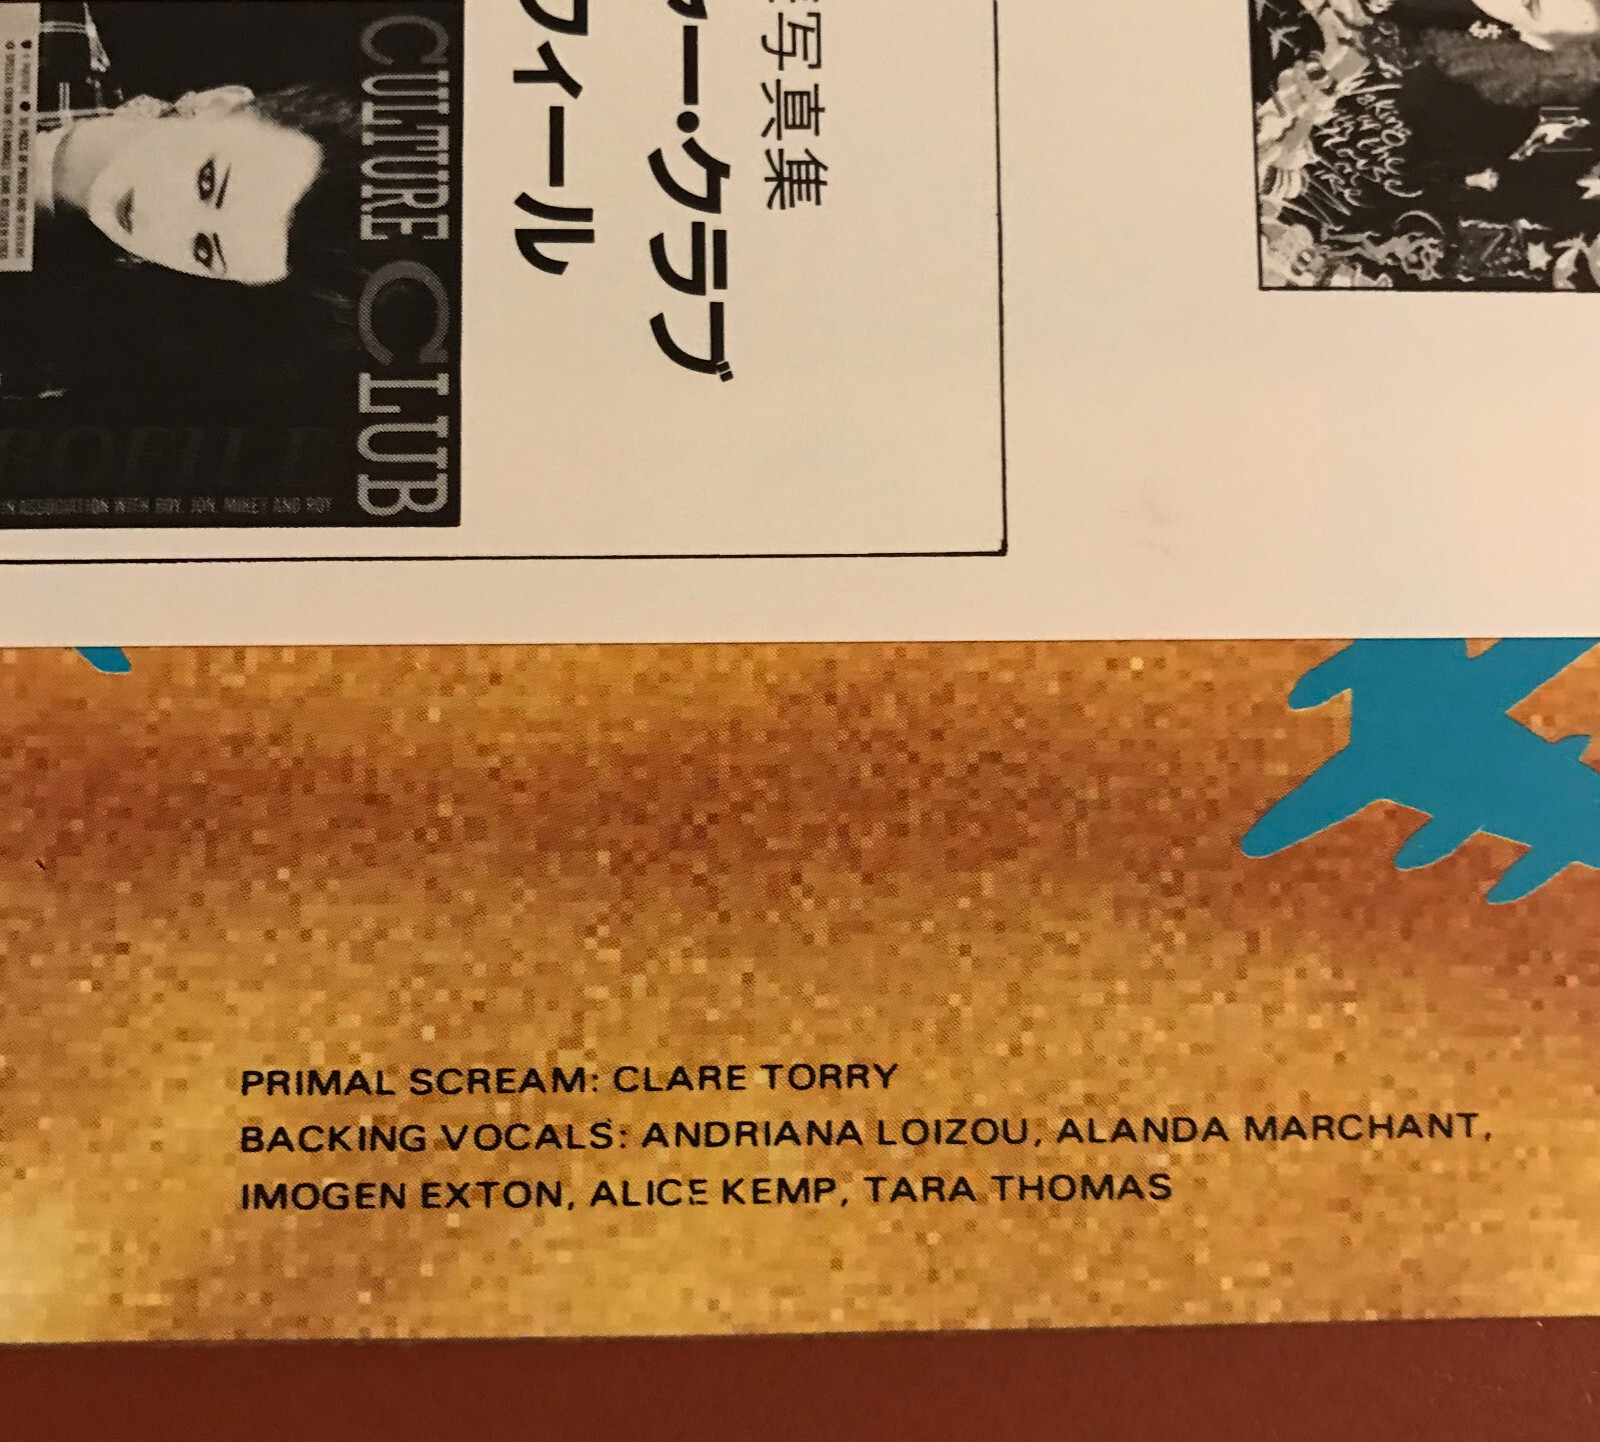 写真集
ー・クラブ
フィール
CULTURE CLUB
IN ASSOCIATION WITH BOY, JON, MIKEY AND ROY
PRIMAL SCREAM: CLARE TORRY
BACKING VOCALS: ANDRIANA LOIZOU, ALANDA MARCHANT,
IMOGEN EXTON, ALICE KEMP, TARA THOMAS